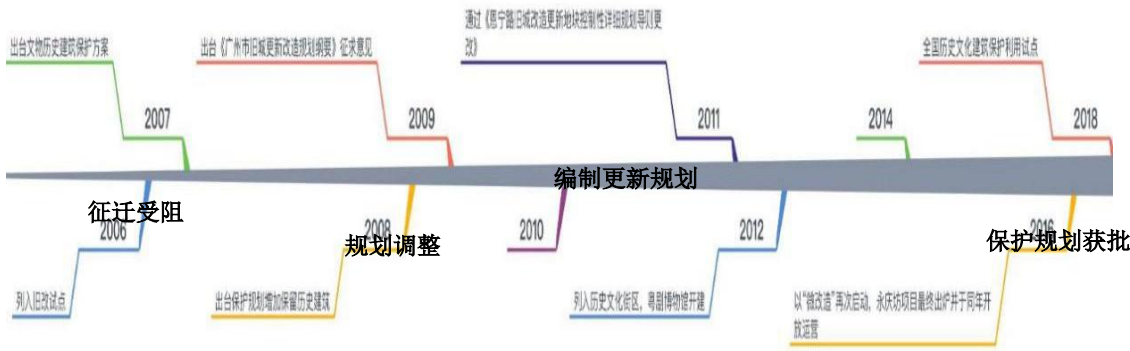 通过《恩宁路旧城改造更新地块控制性详细规划导则更
改》
出台文物历史建筑保护方案
出台《广州市旧城更新改造规划纲要》征求意见
全国历史文化建筑保护利用试点
2007
2009
2011
2014
2018
编制更新规划
征迁受阻
2006
2008
规划调整
2010
2012
2016
保护规划获批
列入旧改试点
出台保护规划增加保留历史建筑
列入历史文化街区，粤剧博物馆开建
以“微改造”再次启动，永庆坊项目最终出炉并于同年开
放运营